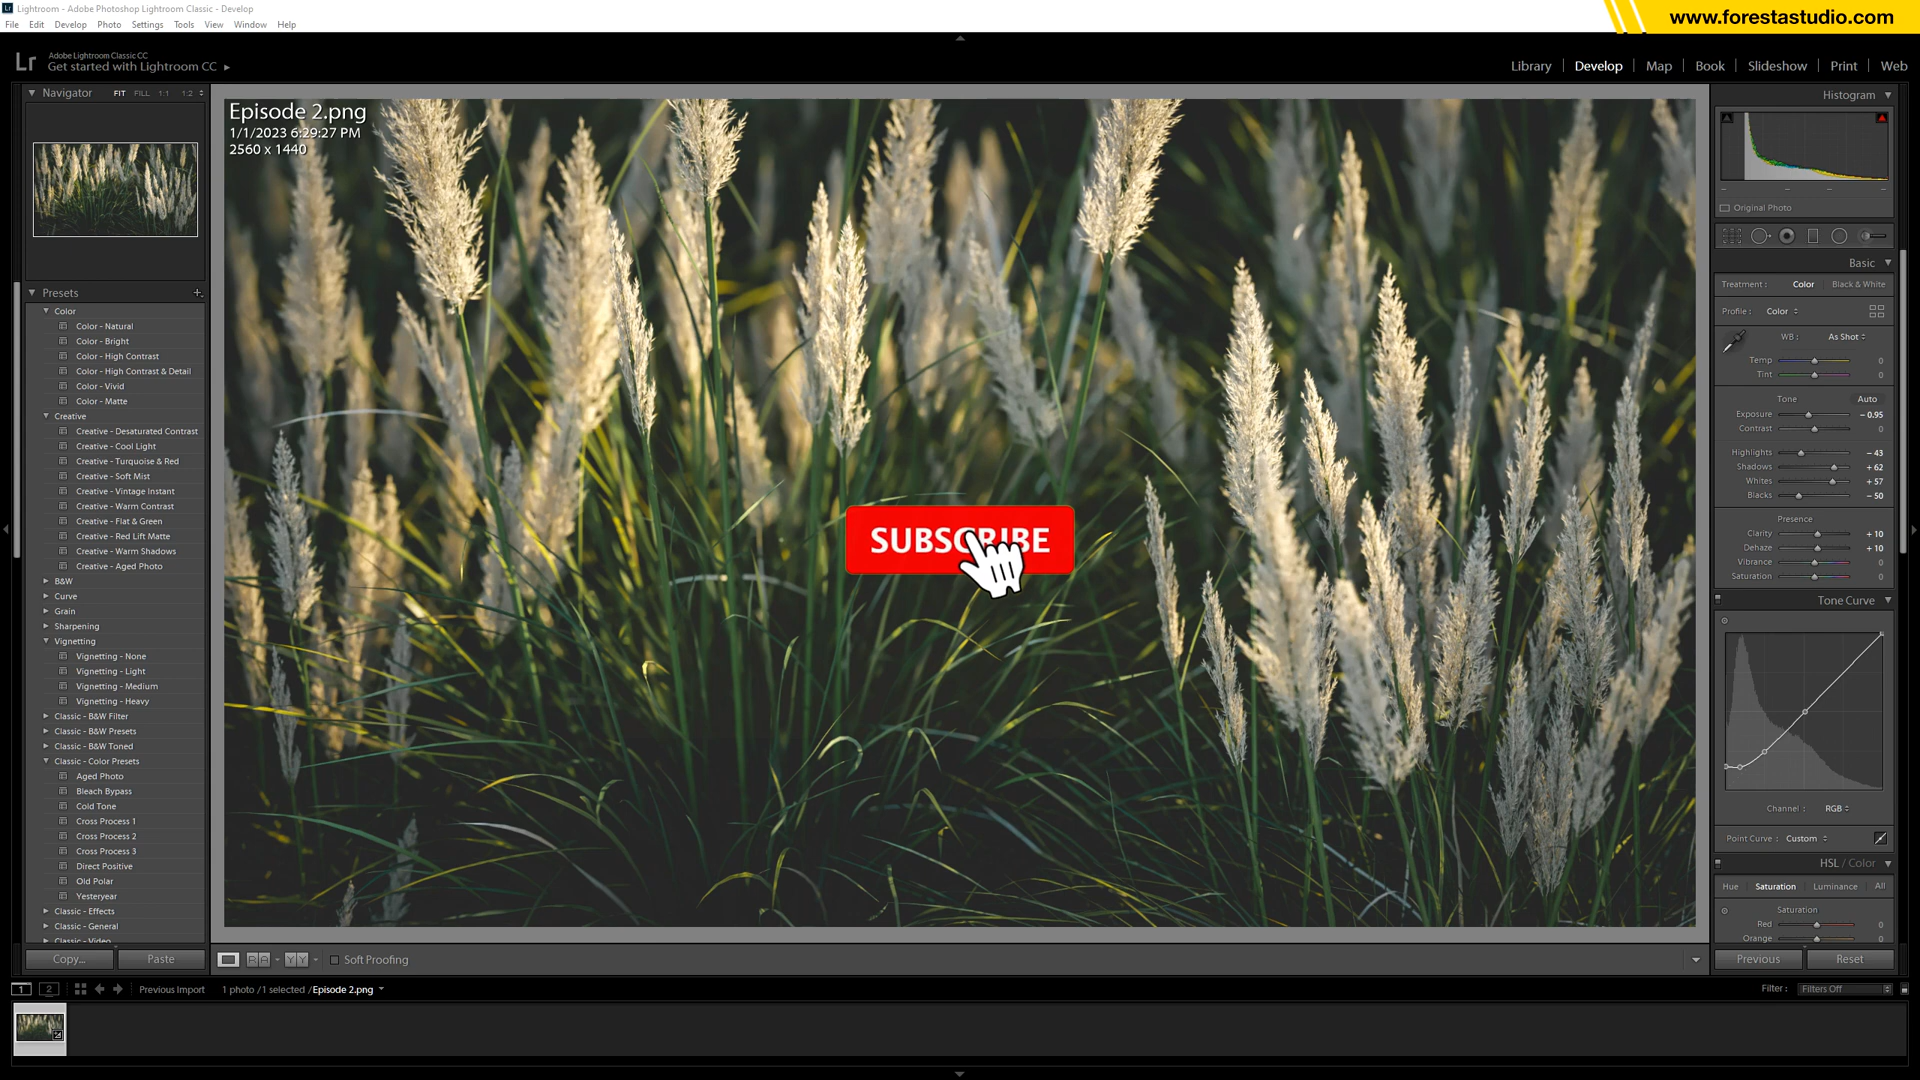 Lr Lightroom - Adobe Photoshop Lightroom Classic - Develop
www.forestastudio.com
File Edit Develop Photo Settings Tools View Window Help
Lr
Adobe Lightroom Classic CC
Get started with Lightroom CC
Library Develop Map Book Slideshow Print Web
Navigator FIT FILL 1:1 1:2
Presets
Color
Color - Natural
Color - Bright
Color - High Contrast
Color - High Contrast & Detail
Color - Vivid
Color - Matte
Creative
Creative - Desaturated Contrast
Creative - Cool Light
Creative - Turquoise & Red
Creative - Soft Mist
Creative - Vintage Instant
Creative - Warm Contrast
Creative - Flat & Green
Creative - Red Lift Matte
Creative - Warm Shadows
Creative - Aged Photo
B&W
Curve
Grain
Sharpening
Vignetting
Vignetting - None
Vignetting - Light
Vignetting - Medium
Vignetting - Heavy
Classic - B&W Filter
Classic - B&W Presets
Classic - B&W Toned
Classic - Color Presets
Aged Photo
Bleach Bypass
Cold Tone
Cross Process 1
Cross Process 2
Cross Process 3
Direct Positive
Old Polar
Yesteryear
Classic - Effects
Classic - General
Classic - Video
Copy... Paste
Episode 2.png
1/1/2023 6:29:27 PM
2560 x 1440
SUBSCRIBE
Soft Proofing
Histogram
Original Photo
Basic
Treatment : Color Black & White
Profile : Color
WB : As Shot
Temp 0
Tint 0
Tone Auto
Exposure - 0.95
Contrast 0
Highlights - 43
Shadows + 62
Whites + 57
Blacks - 50
Presence
Clarity + 10
Dehaze + 10
Vibrance 0
Saturation 0
Tone Curve
Channel : RGB
Point Curve : Custom
HSL / Color
Hue Saturation Luminance All
Saturation
Red 0
Orange 0
Previous Reset
1 2 Previous Import 1 photo / 1 selected / Episode 2.png
Filter : Filters Off